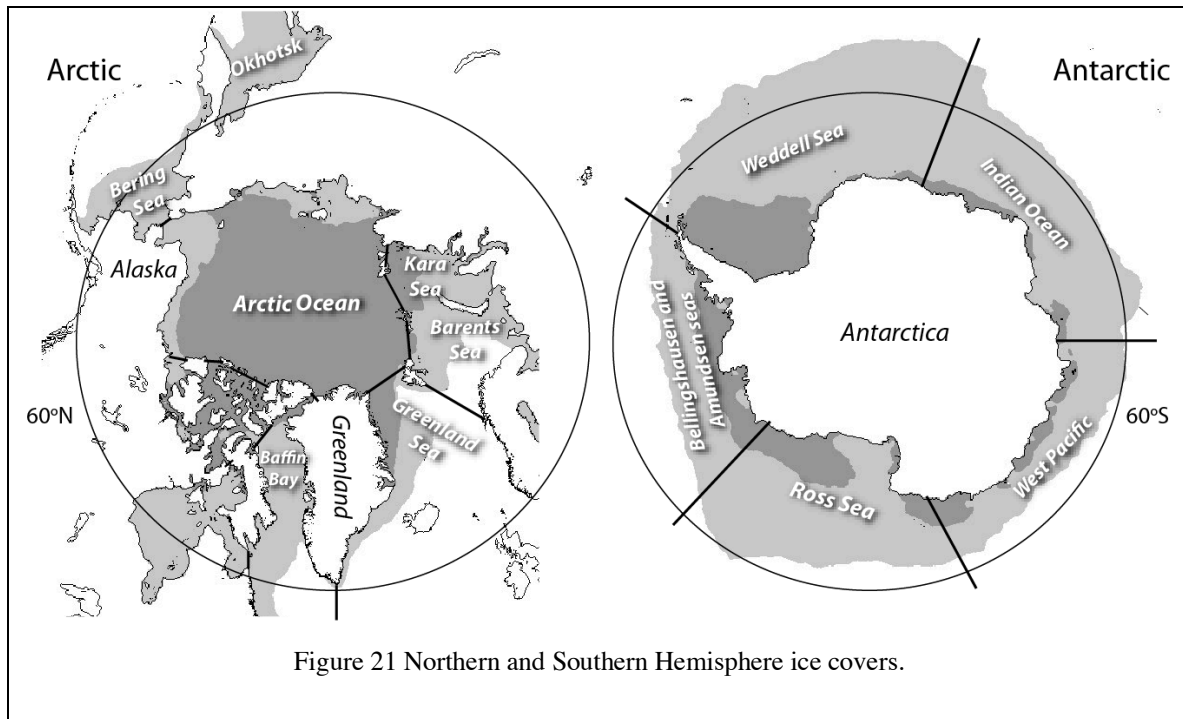 Arctic
Okhotsk
Bering
Sea
Alaska
Arctic Ocean
Kara
Sea
Barents
Sea
60ºN
Greenland
Sea
Greenland
Baffin
Bay
Antarctic
Weddell Sea
Indian Ocean
Bellingshausen and
Amundsen seas
Antarctica
60ºS
West Pacific
Ross Sea
Figure 21 Northern and Southern Hemisphere ice covers.